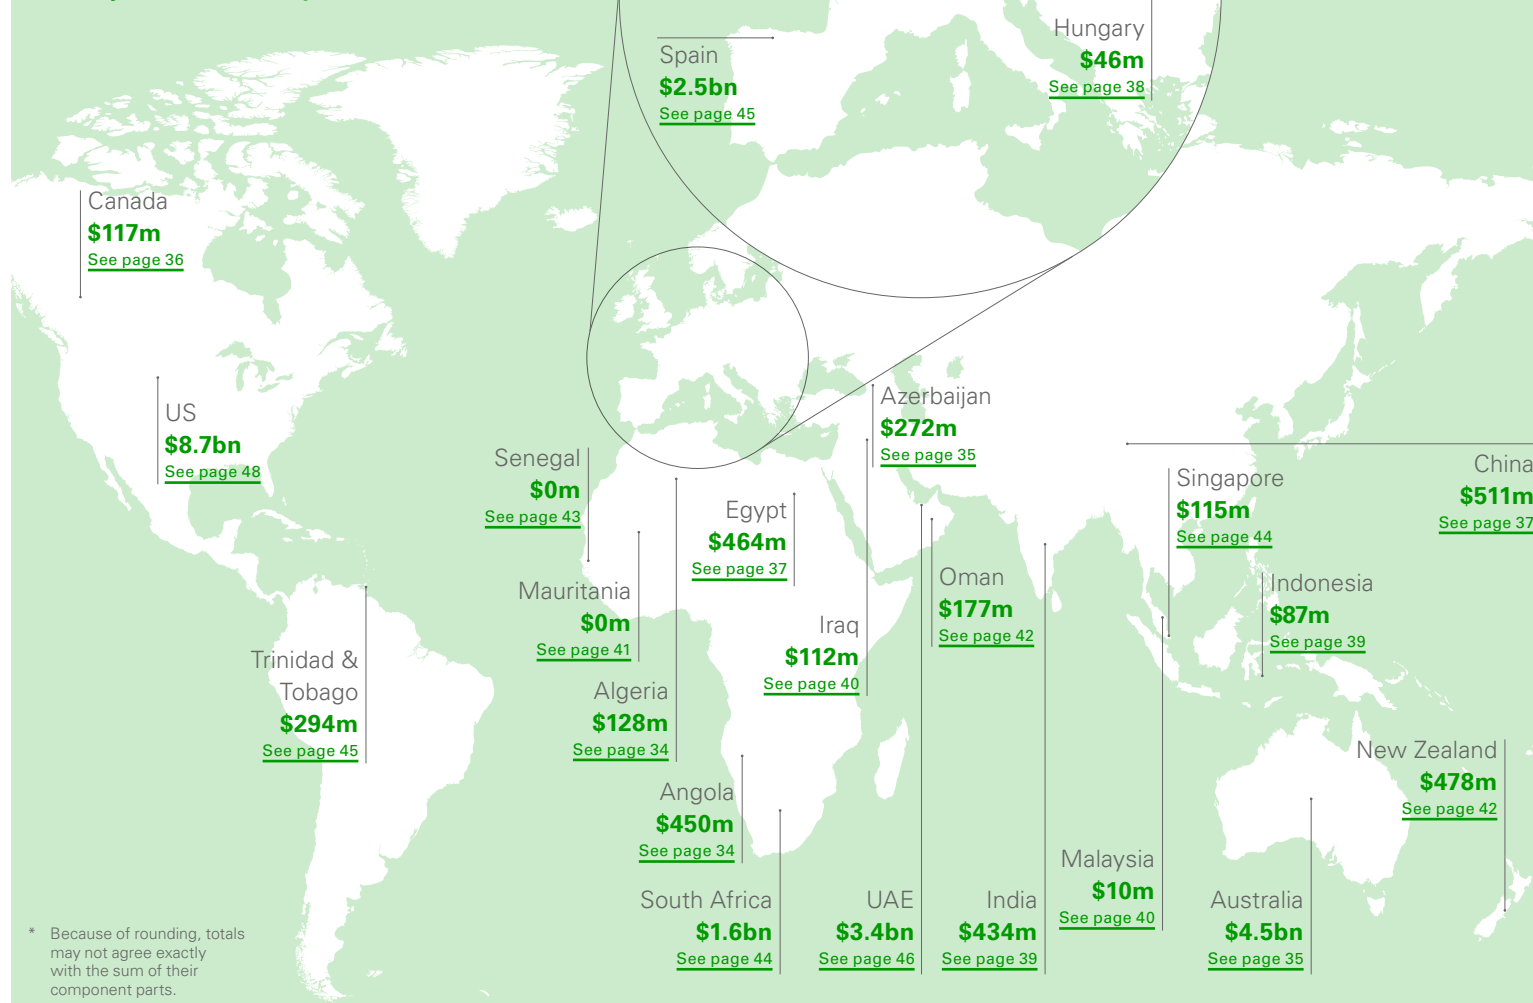 Spain
$2.5bn
See page 45
Hungary
$46m
See page 38
Canada
$117m
See page 36
US
$8.7bn
See page 48
Azerbaijan
$272m
See page 35
Senegal
$0m
See page 43
Egypt
$464m
See page 37
Singapore
$115m
See page 44
China
$511m
See page 37
Mauritania
$0m
See page 41
Oman
$177m
See page 42
Indonesia
$87m
See page 39
Iraq
$112m
See page 40
Trinidad &
Tobago
$294m
See page 45
Algeria
$128m
See page 34
New Zealand
$478m
See page 42
Angola
$450m
See page 34
Malaysia
$10m
See page 40
South Africa
$1.6bn
See page 44
UAE
$3.4bn
See page 46
India
$434m
See page 39
Australia
$4.5bn
See page 35
* Because of rounding, totals
may not agree exactly
with the sum of their
component parts.